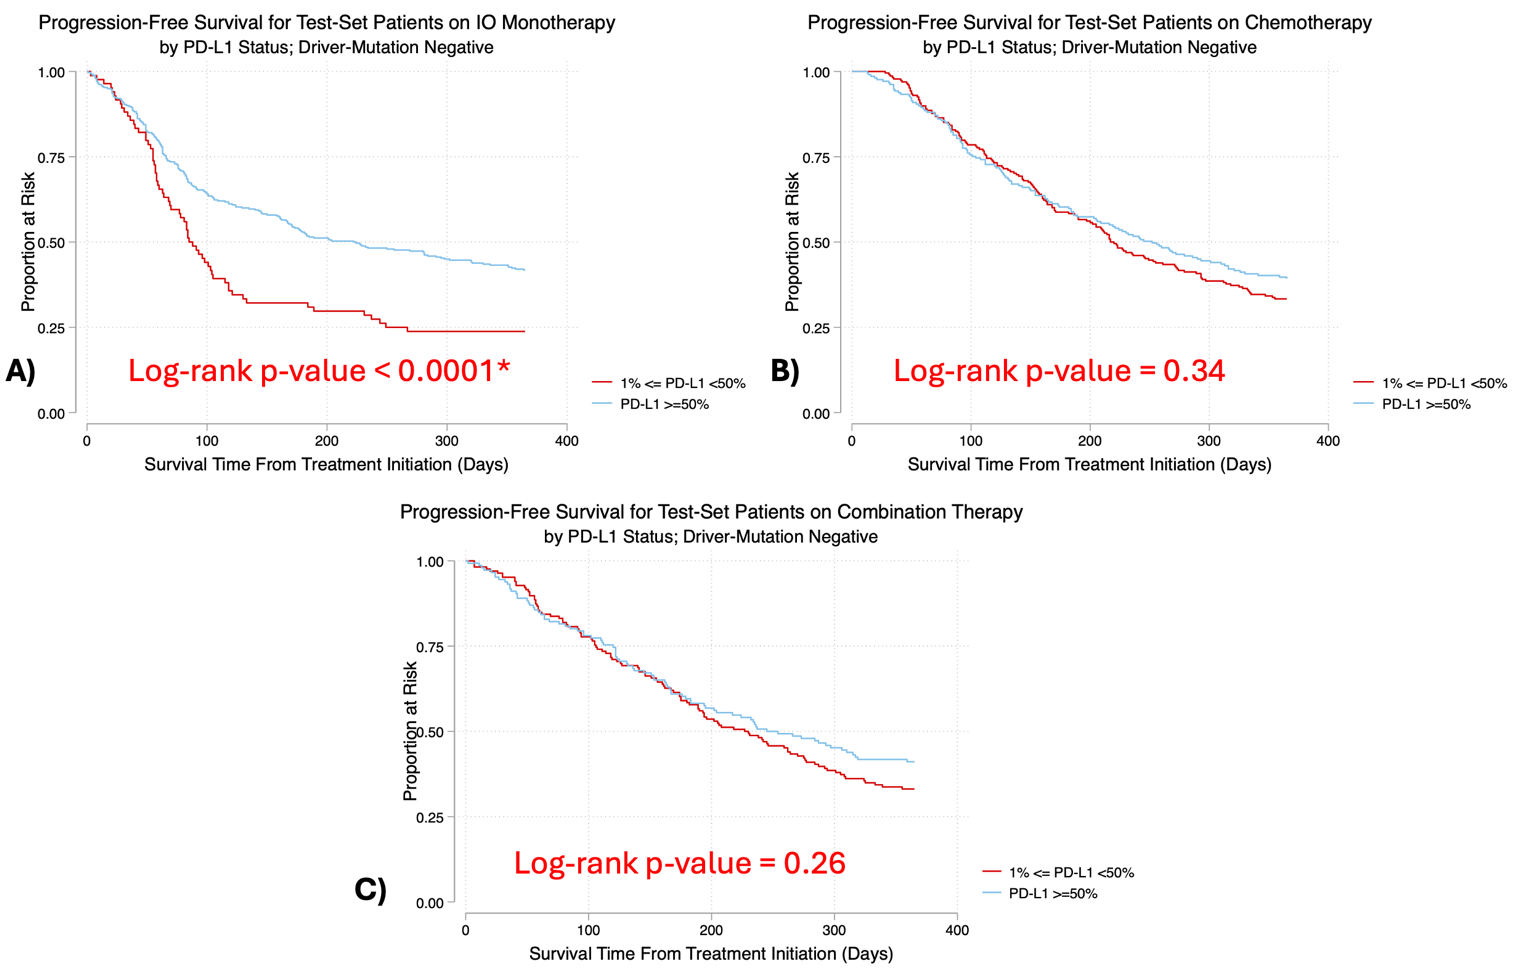 Progression-Free Survival for Test-Set Patients on IO Monotherapy
by PD-L1 Status; Driver-Mutation Negative
1.00
0.75
0.50
0.25
0.00
Proportion at Risk
A)
Log-rank p-value < 0.0001*
1% <= PD-L1 <50%
PD-L1 >=50%
0
100
200
300
400
Survival Time From Treatment Initiation (Days)
Progression-Free Survival for Test-Set Patients on Chemotherapy
by PD-L1 Status; Driver-Mutation Negative
1.00
0.75
0.50
0.25
0.00
Proportion at Risk
B)
Log-rank p-value = 0.34
1% <= PD-L1 <50%
PD-L1 >=50%
0
100
200
300
400
Survival Time From Treatment Initiation (Days)
Progression-Free Survival for Test-Set Patients on Combination Therapy
by PD-L1 Status; Driver-Mutation Negative
1.00
0.75
0.50
0.25
0.00
Proportion at Risk
C)
Log-rank p-value = 0.26
1% <= PD-L1 <50%
PD-L1 >=50%
0
100
200
300
400
Survival Time From Treatment Initiation (Days)